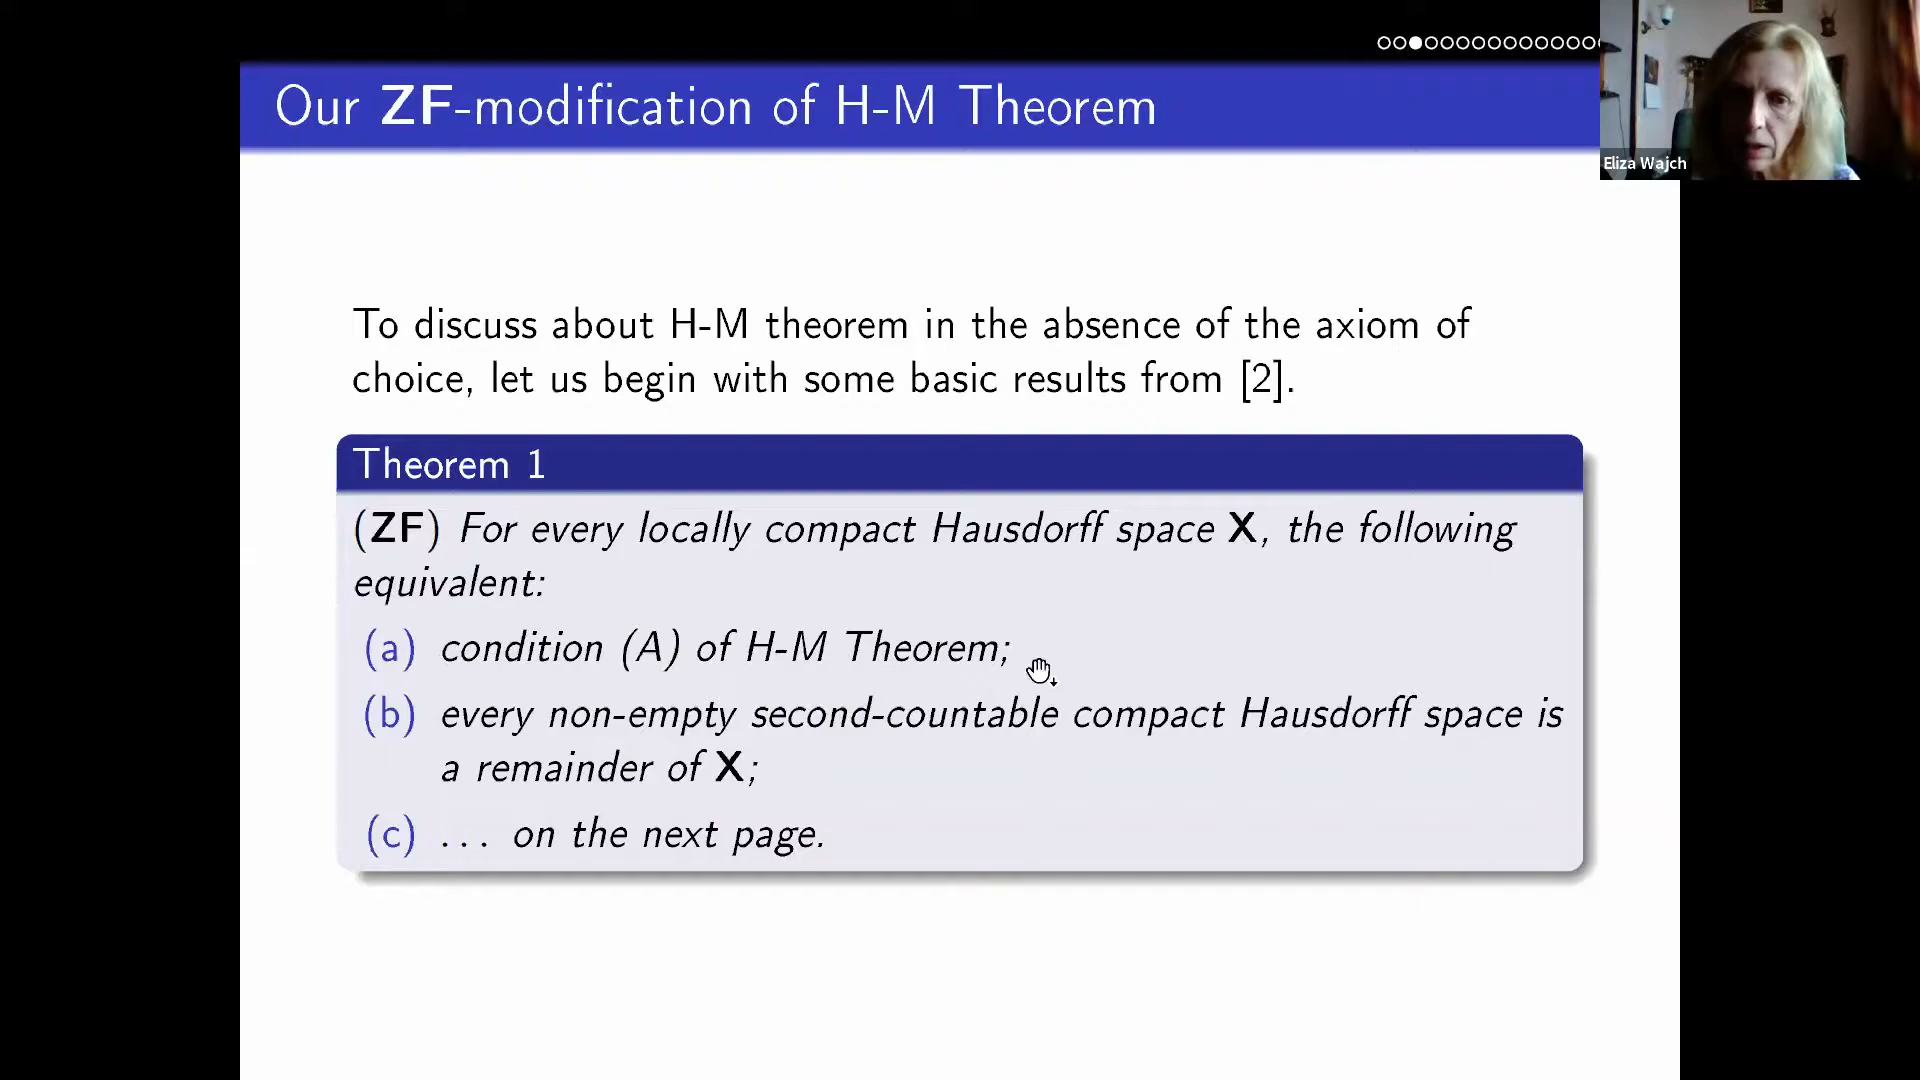 Our ZF-modification of H-M Theorem
Eliza Wajch
To discuss about H-M theorem in the absence of the axiom of
choice, let us begin with some basic results from [2].
Theorem 1
(ZF) For every locally compact Hausdorff space X, the following
equivalent:
(a) condition (A) of H-M Theorem;
(b) every non-empty second-countable compact Hausdorff space is
a remainder of X;
(c) ... on the next page.